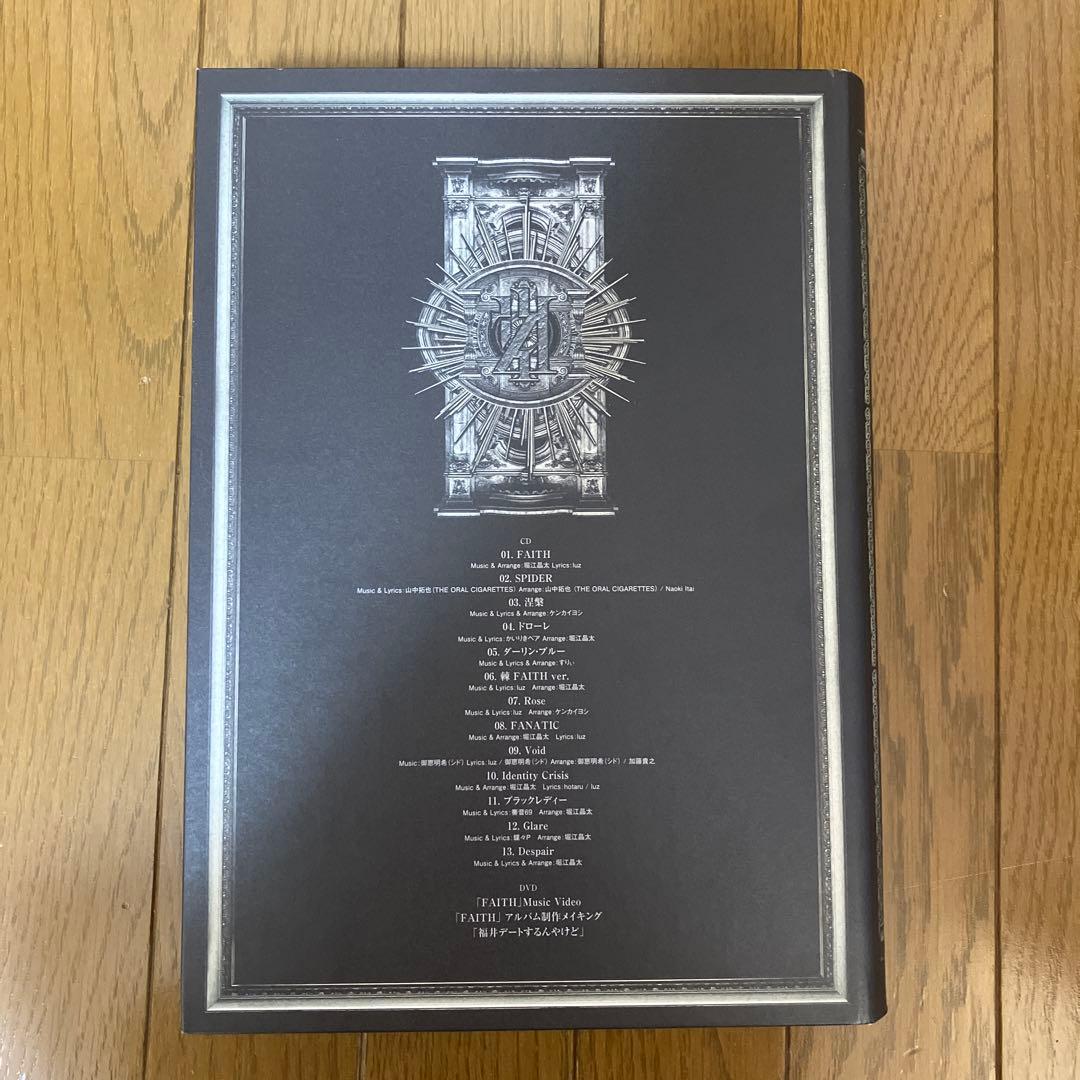 CD
01. FAITH
Music & Arrange:堀江晶太 Lyrics:luz
02. SPIDER
Music & Lyrics:山中拓也(THE ORAL CIGARETTES) Arrange:山中拓也 (THE ORAL CIGARETTES) / Naoki Itai
03. 涅槃
Music & Lyrics & Arrange:ケンカイヨシ
04. ドローレ
Music & Lyrics:かいりきベア Arrange:堀江晶太
05. ダーリン・ブルー
Music & Lyrics & Arrange:すりぃ
06. 棘 FAITH ver.
Music & Lyrics:luz Arrange:堀江晶太
07. Rose
Music & Lyrics:luz Arrange:ケンカイヨシ
08. FANATIC
Music & Arrange:堀江晶太 Lyrics:luz
09. Void
Music:御恵明希(シド) Lyrics:luz / 御恵明希(シド) Arrange:御恵明希(シド) / 加藤貴之
10. Identity Crisis
Music & Arrange:堀江晶太 Lyrics:hotaru / luz
11. ブラックレディー
Music & Lyrics:奏音69 Arrange:堀江晶太
12. Glare
Music & Lyrics:蝶々P Arrange:堀江晶太
13. Despair
Music & Lyrics & Arrange:堀江晶太
DVD
「FAITH」Music Video
「FAITH」アルバム制作メイキング
「福井デートするんやけど」